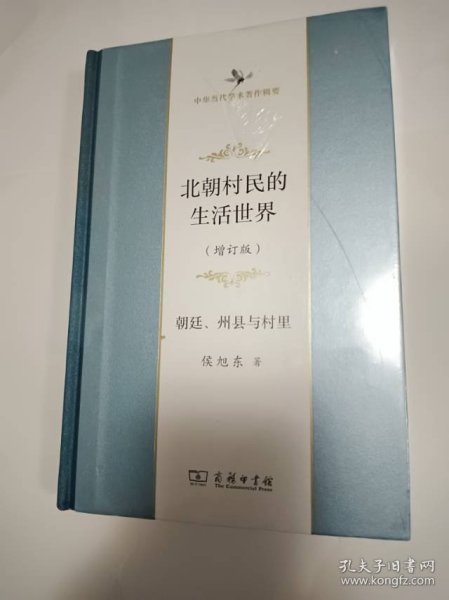 中华当代学术著作辑要
北朝村民的
生活世界
（增订版）
朝廷、州县与村里
侯旭东 著
商务印书馆
The Commercial Press
孔夫子旧书网
www.kongfz.com